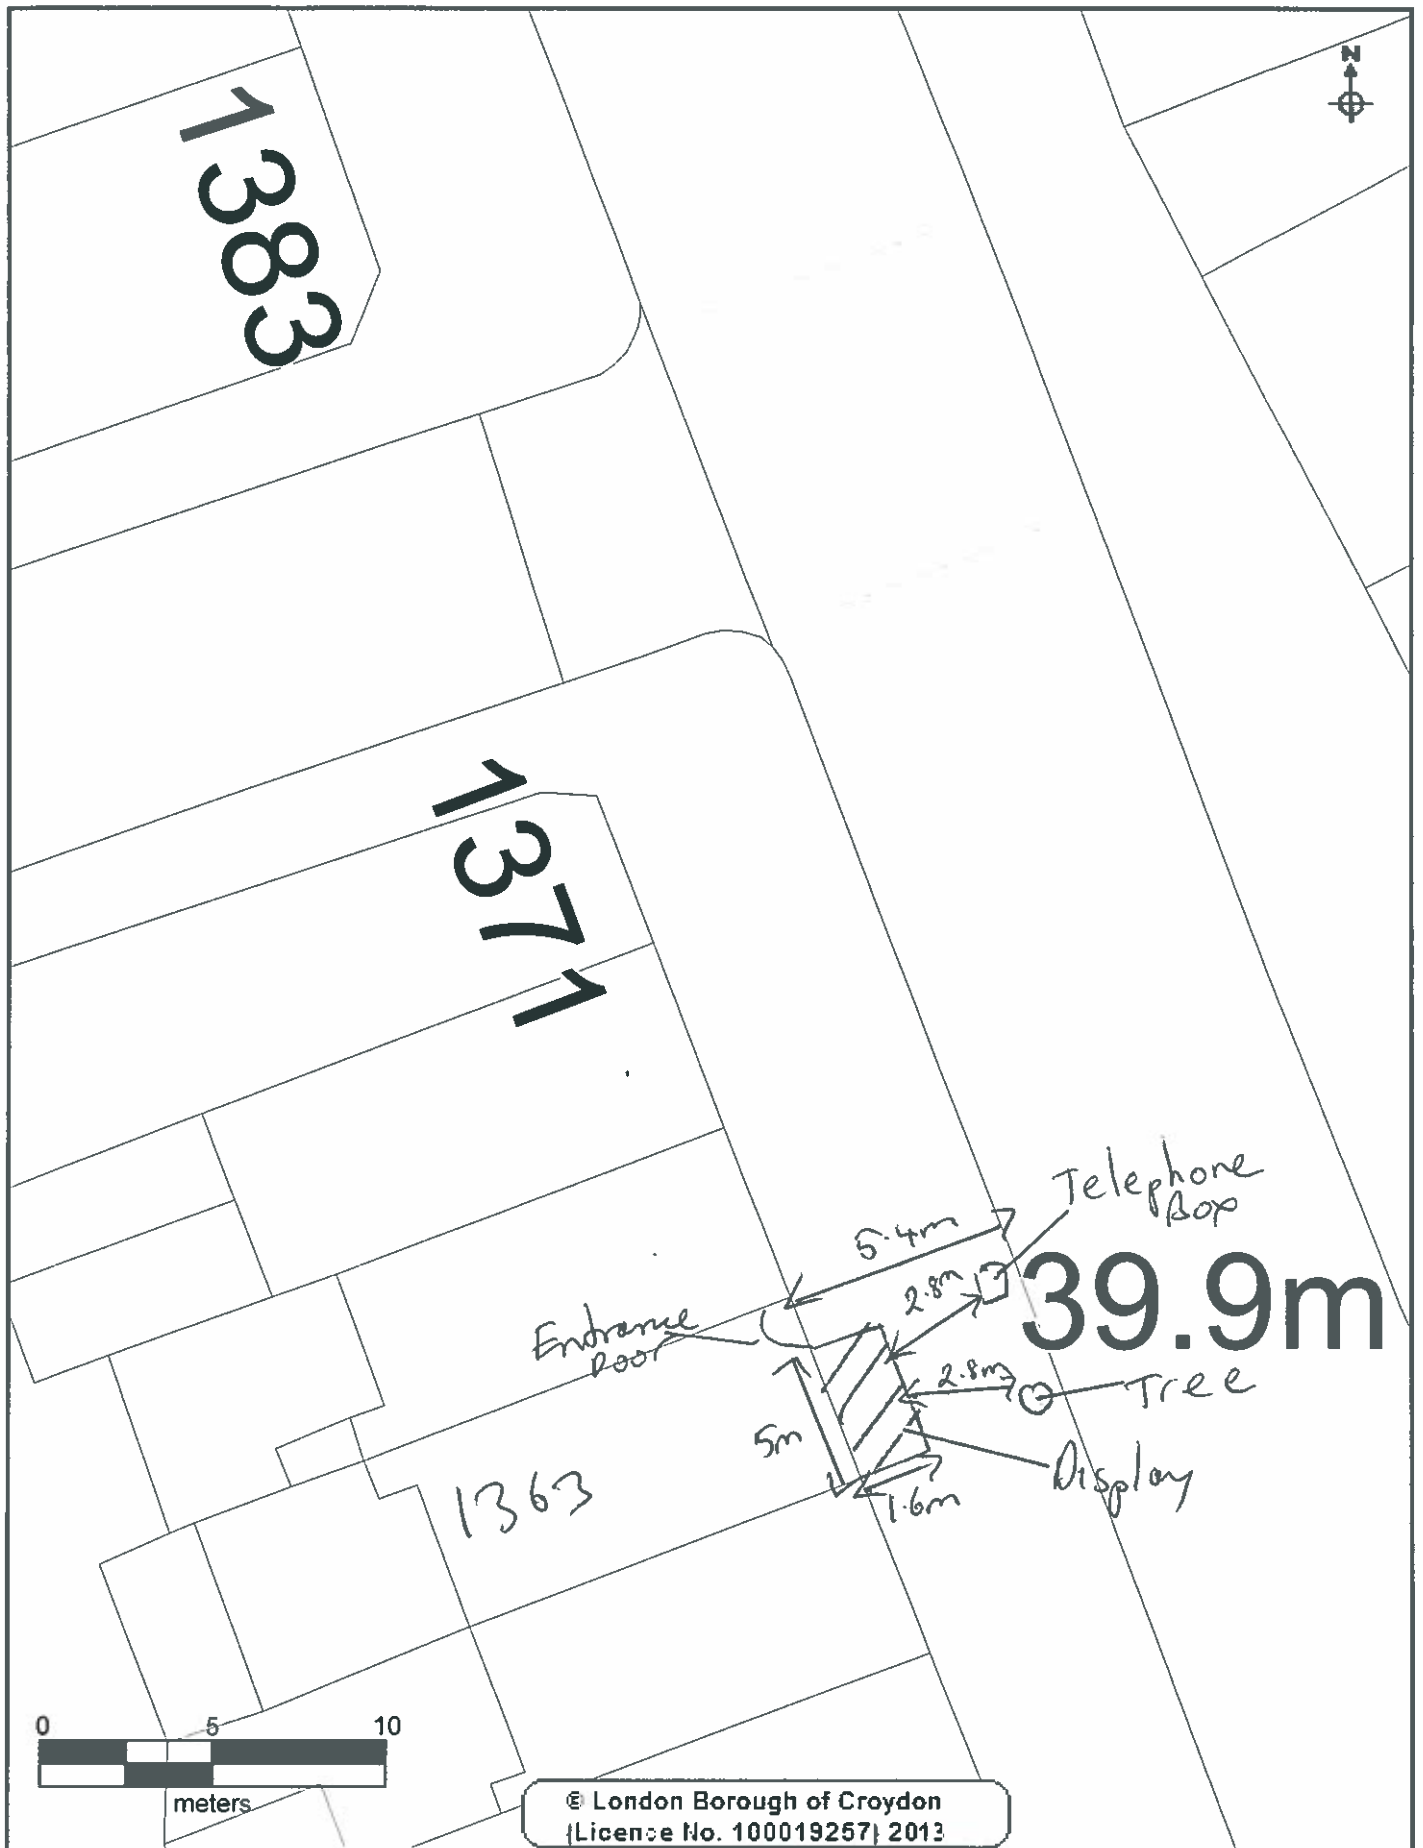 N
1383
1371
Telephone
Box
5.4m
2.8m
39.9m
Entrance
Door
2.8m
Tree
5m
Display
1.6m
1363
0 5 10
meters
© London Borough of Croydon
(Licence No. 100019257) 2013